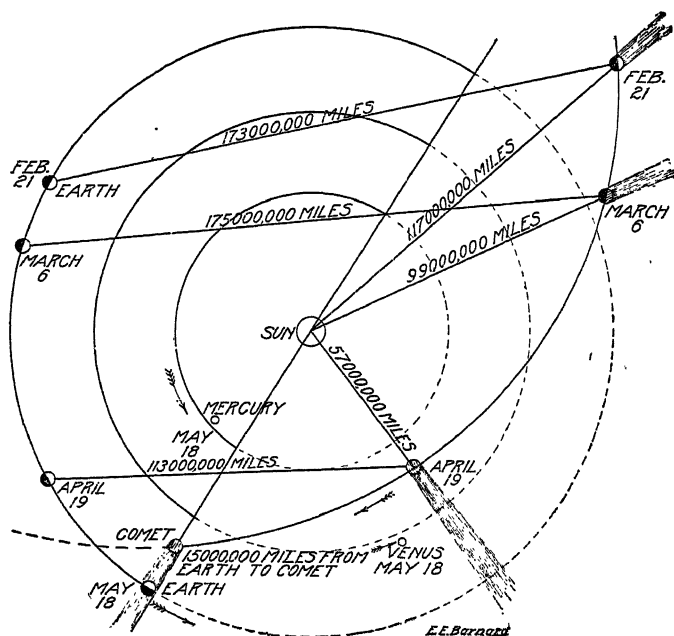 FEB.
21
173000,000 MILES
FEB.
21
EARTH
117000,000 MILES
175000,000 MILES
MARCH
6
MARCH
6
99000,000 MILES
SUN
57000,000 MILES
MERCURY
MAY
18
113000,000 MILES
APRIL
19
APRIL
19
COMET
15000,000 MILES FROM
EARTH TO COMET
VENUS
MAY 18
MAY
18
EARTH
E.E. Barnard